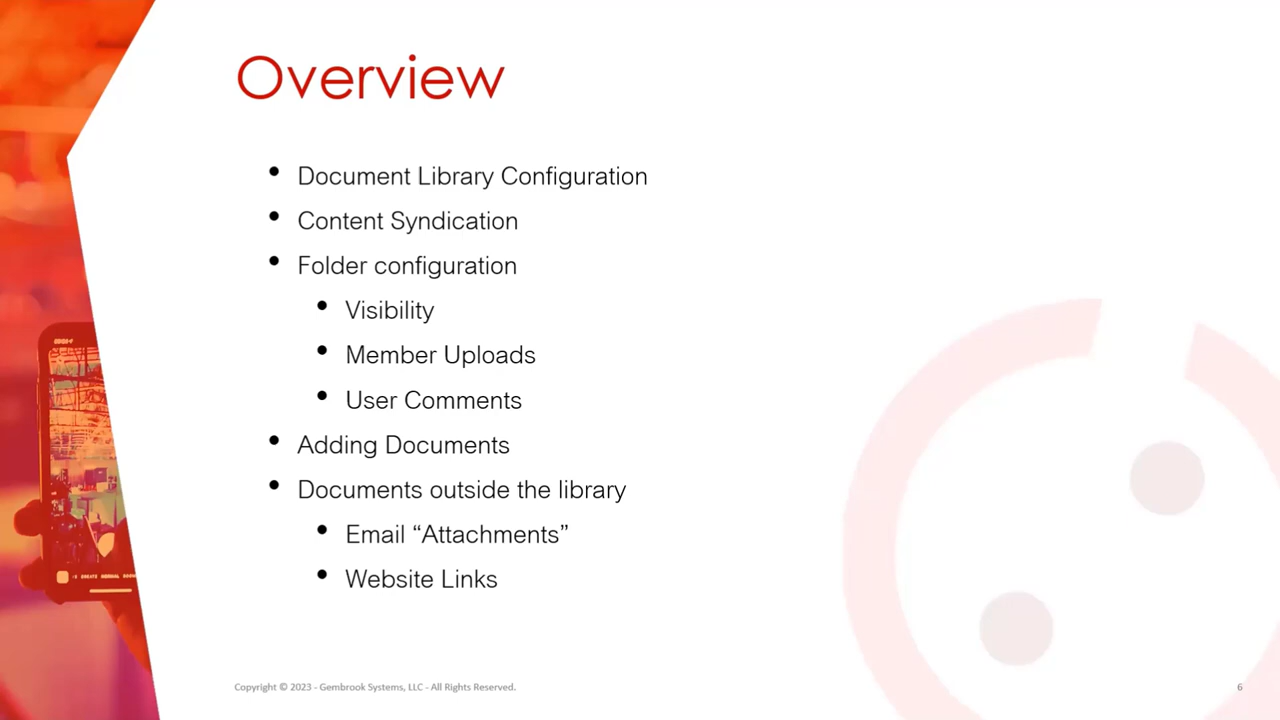 Overview
• Document Library Configuration
• Content Syndication
• Folder configuration
• Visibility
• Member Uploads
• User Comments
• Adding Documents
• Documents outside the library
• Email “Attachments”
• Website Links
Copyright © 2023 - Gembrook Systems, LLC - All Rights Reserved.
6